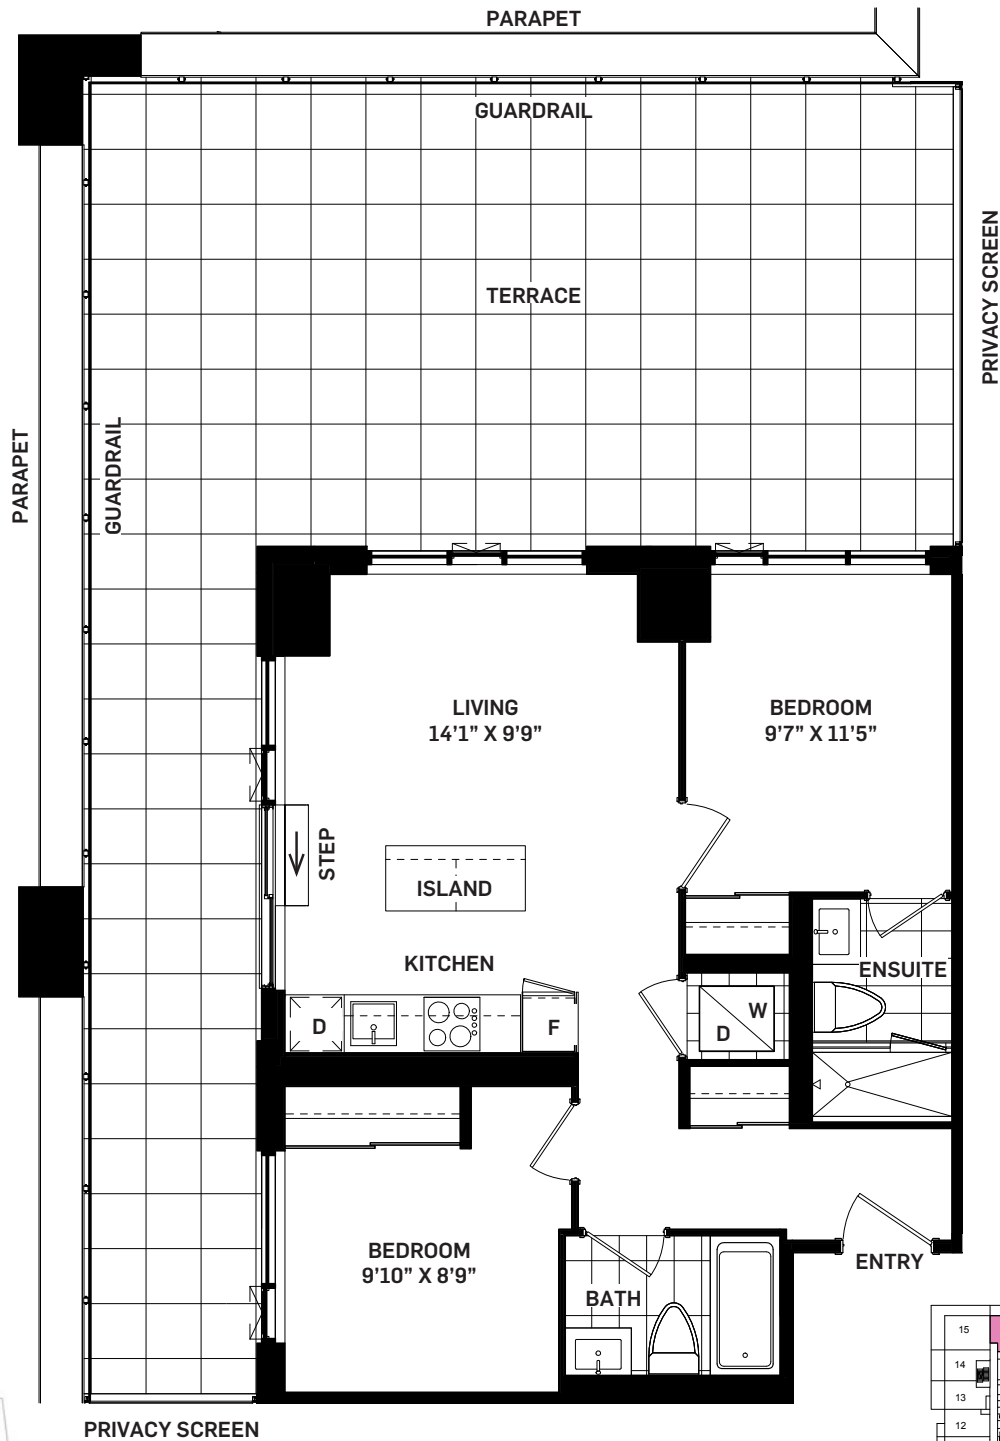 PARAPET
GUARDRAIL
TERRACE
PRIVACY SCREEN
PARAPET
GUARDRAIL
LIVING
14'1” X 9'9”
BEDROOM
9'7” X 11'5”
STEP
ISLAND
KITCHEN
ENSUITE
D
F
W
D
BEDROOM
9'10” X 8'9”
BATH
ENTRY
15
14
13
12
PRIVACY SCREEN